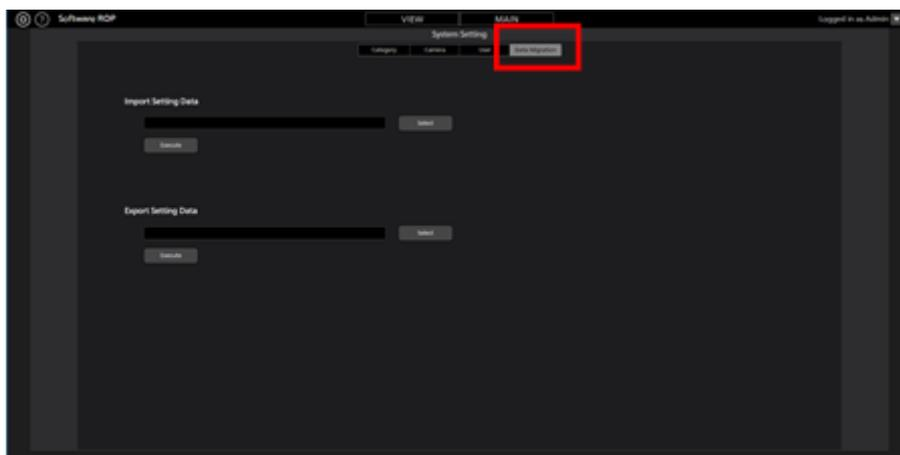 Software ROP VIEW MAIN Logged in as Admin
System Setting
Category Camera User Data Migration
Import Setting Data
Select
Execute
Export Setting Data
Select
Execute